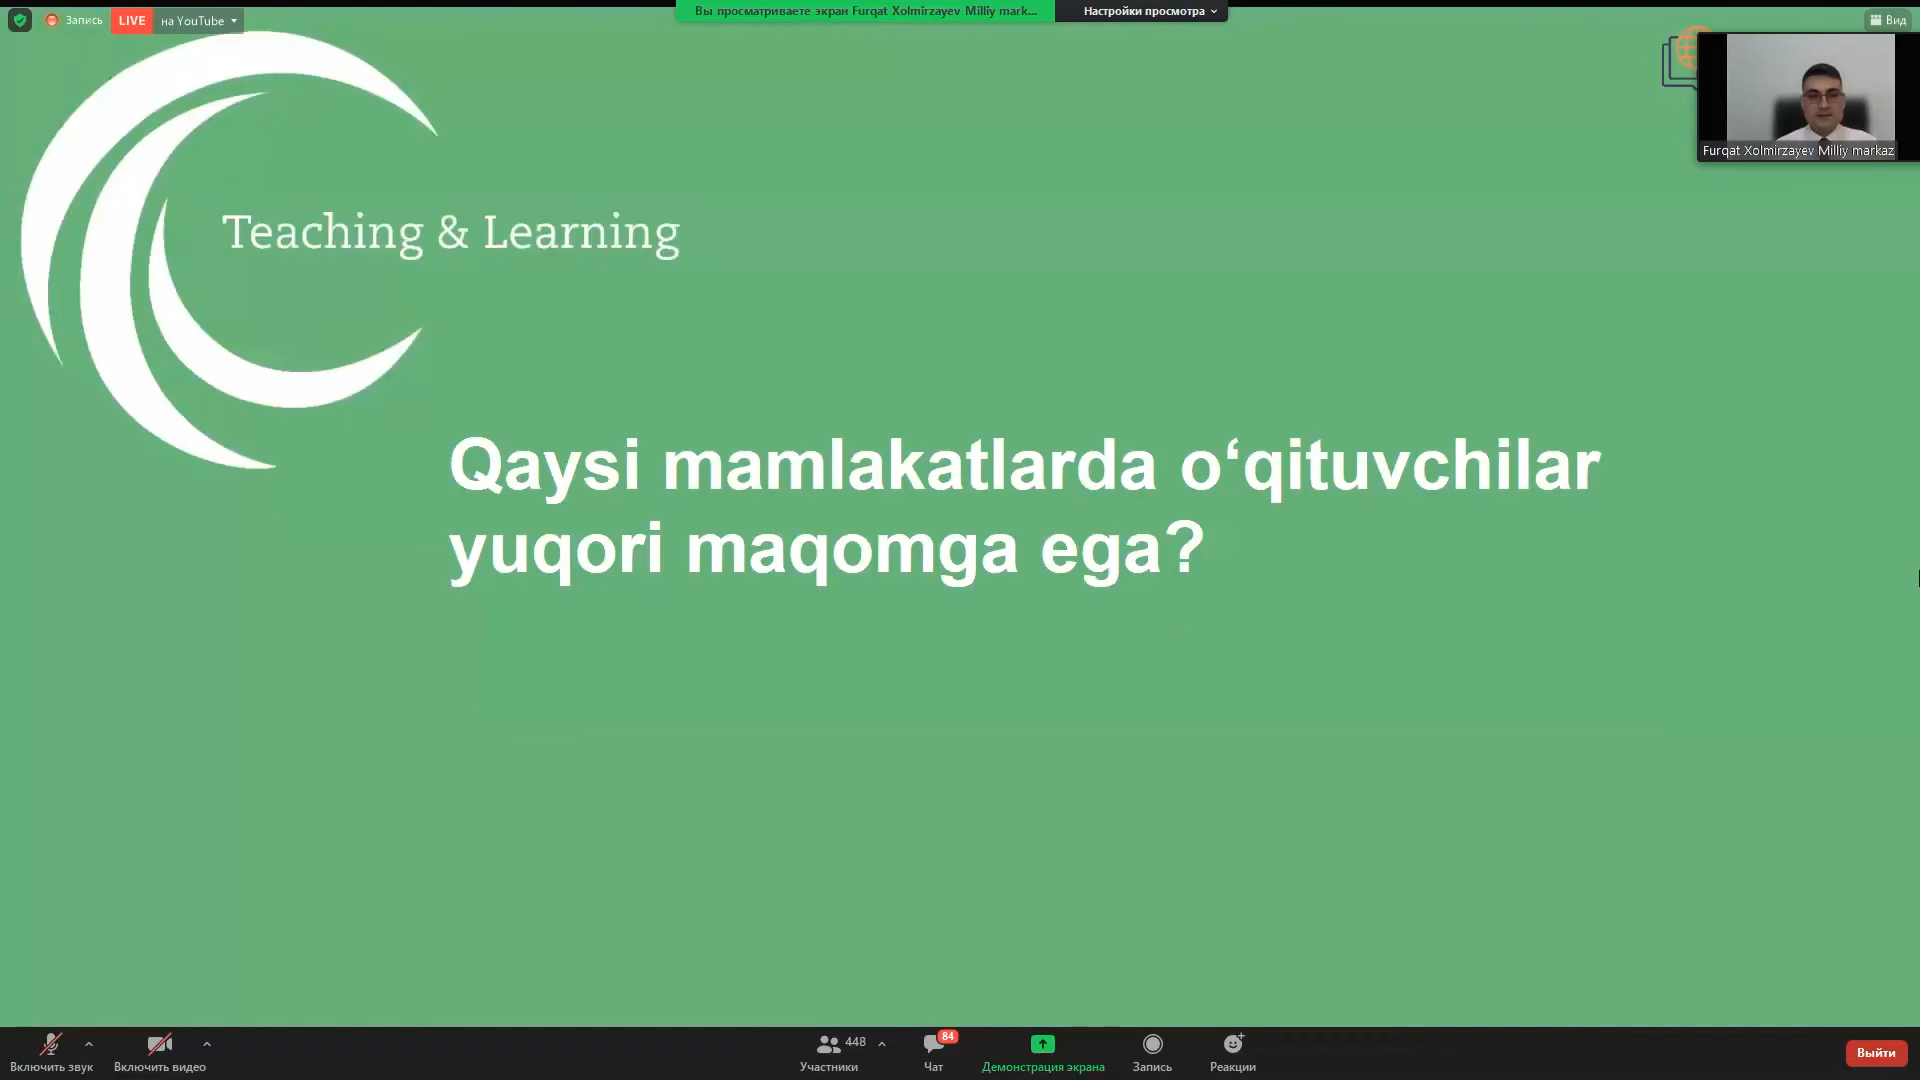 Запись
LIVE
на YouTube
Вы просматриваете экран Furqat Xolmirzayev Milliy mark...
Настройки просмотра
Вид
Furqat Xolmirzayev Milliy markaz
Teaching & Learning
Qaysi mamlakatlarda o‘qituvchilar
yuqori maqomga ega?
Включить звук
Включить видео
448
Участники
84
Чат
Демонстрация экрана
Запись
Реакции
Выйти